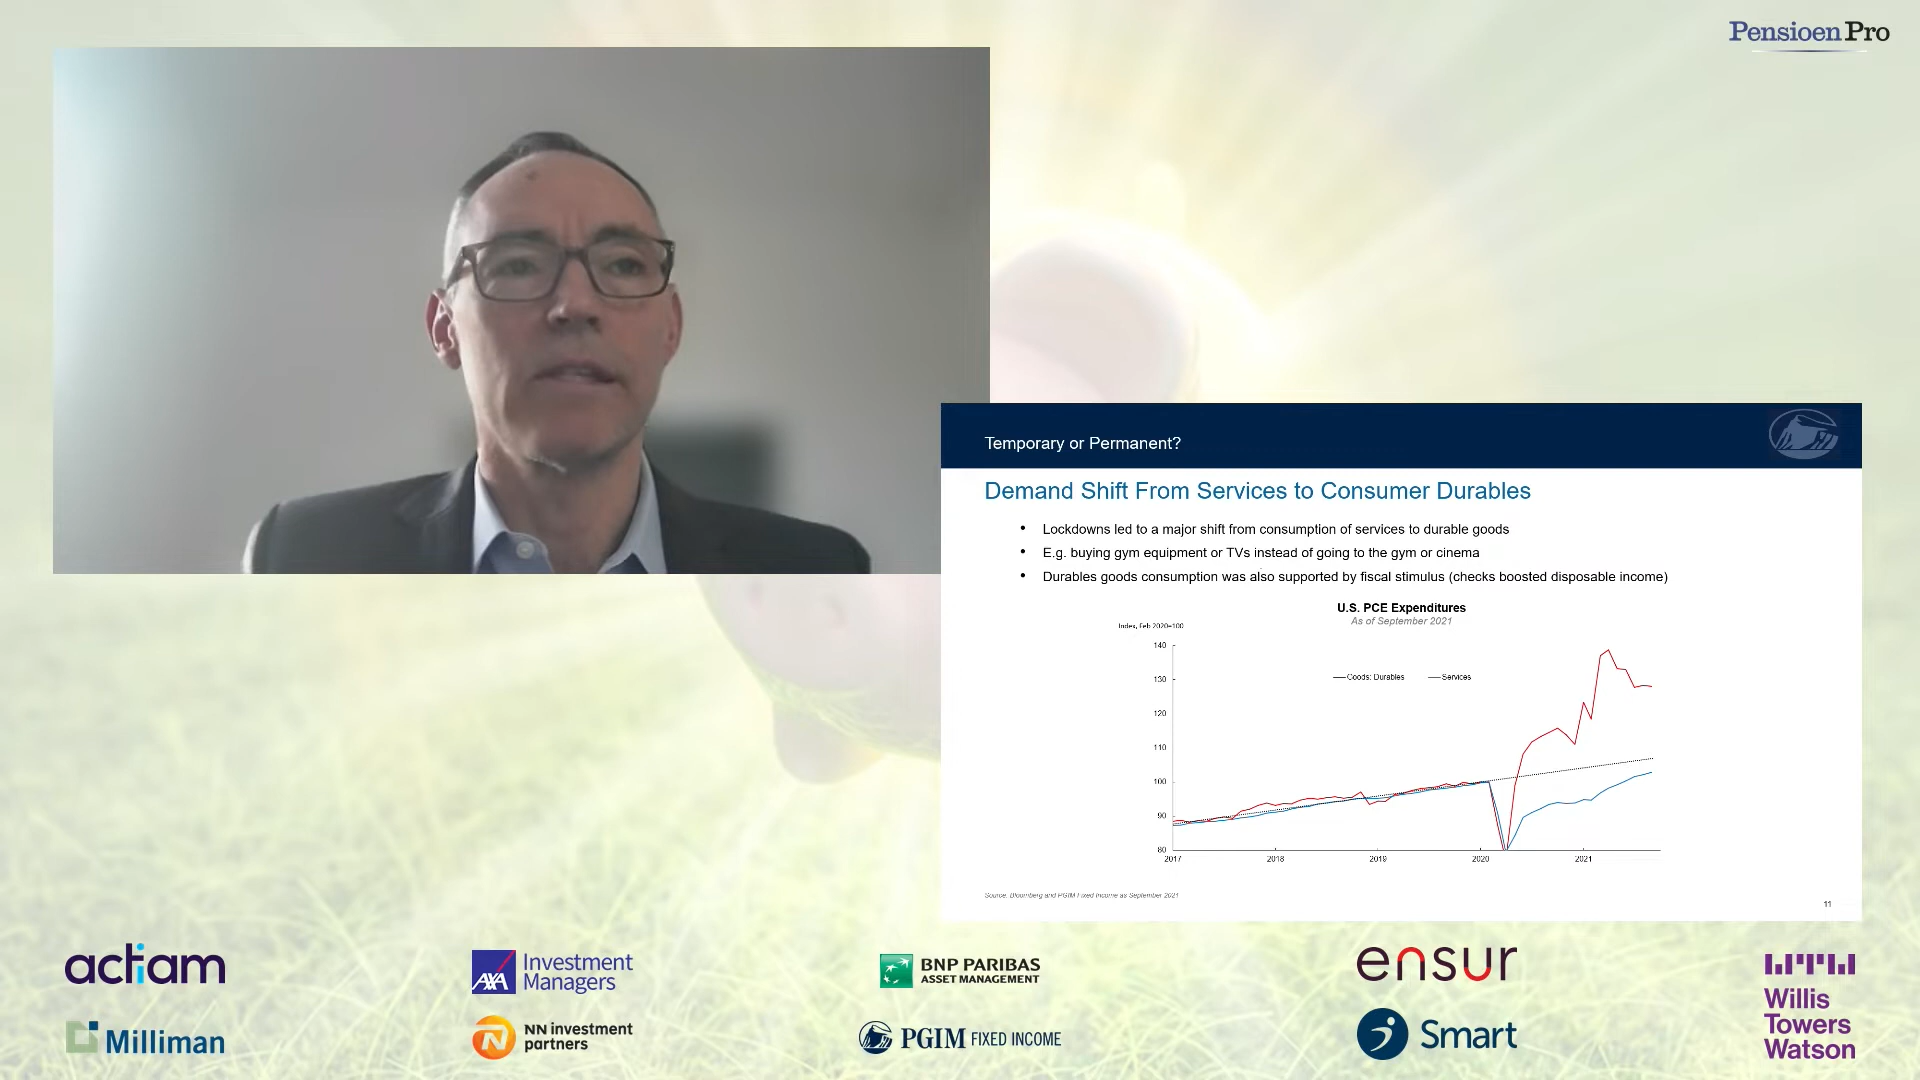 PensioenPro
Temporary or Permanent?
Demand Shift From Services to Consumer Durables
• Lockdowns led to a major shift from consumption of services to durable goods
• E.g. buying gym equipment or TVs instead of going to the gym or cinema
• Durables goods consumption was also supported by fiscal stimulus (checks boosted disposable income)
U.S. PCE Expenditures
As of September 2021
Index, Feb 2020=100
140
130
Goods: Durables Services
120
110
100
90
80
2017 2018 2019 2020 2021
Source: Bloomberg and PGIM Fixed Income as September 2021
11
actiam
AXA Investment
Managers
BNP PARIBAS
ASSET MANAGEMENT
ensur
WTW
Willis
Towers
Watson
Milliman
NN investment
partners
PGIM FIXED INCOME
Smart